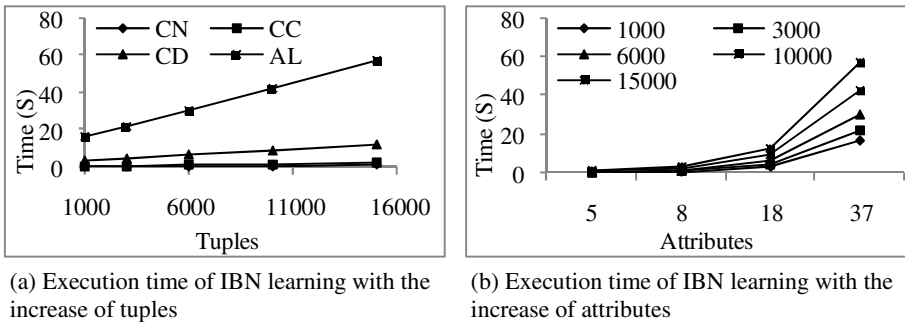 80
60
40
20
0
Time (S)
CN
CC
CD
AL
1000
6000
11000
16000
Tuples
(a) Execution time of IBN learning with the
increase of tuples
80
60
40
20
0
Time (S)
1000
3000
6000
10000
15000
5
8
18
37
Attributes
(b) Execution time of IBN learning with the
increase of attributes